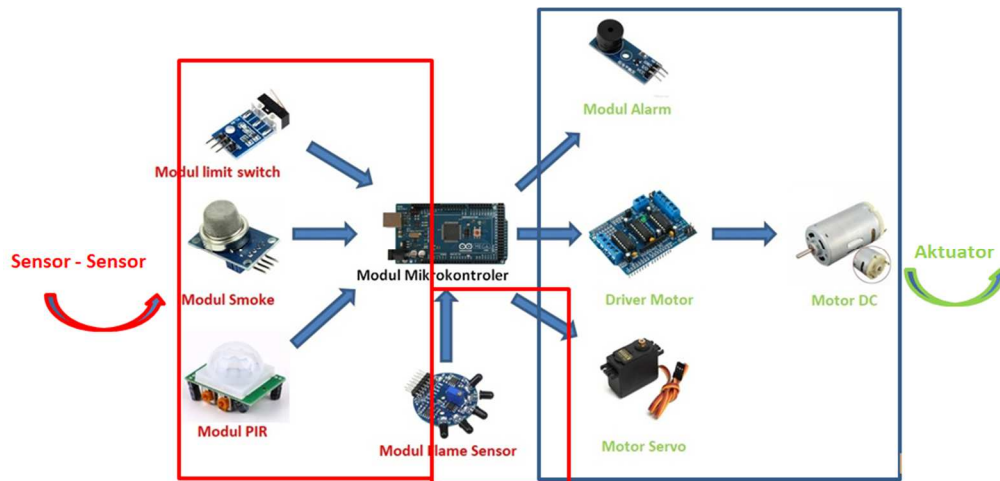 Modul Alarm
Modul limit switch
Sensor - Sensor
Modul Mikrokontroler
Aktuator
Modul Smoke
Driver Motor
Motor DC
Modul PIR
Modul Flame Sensor
Motor Servo